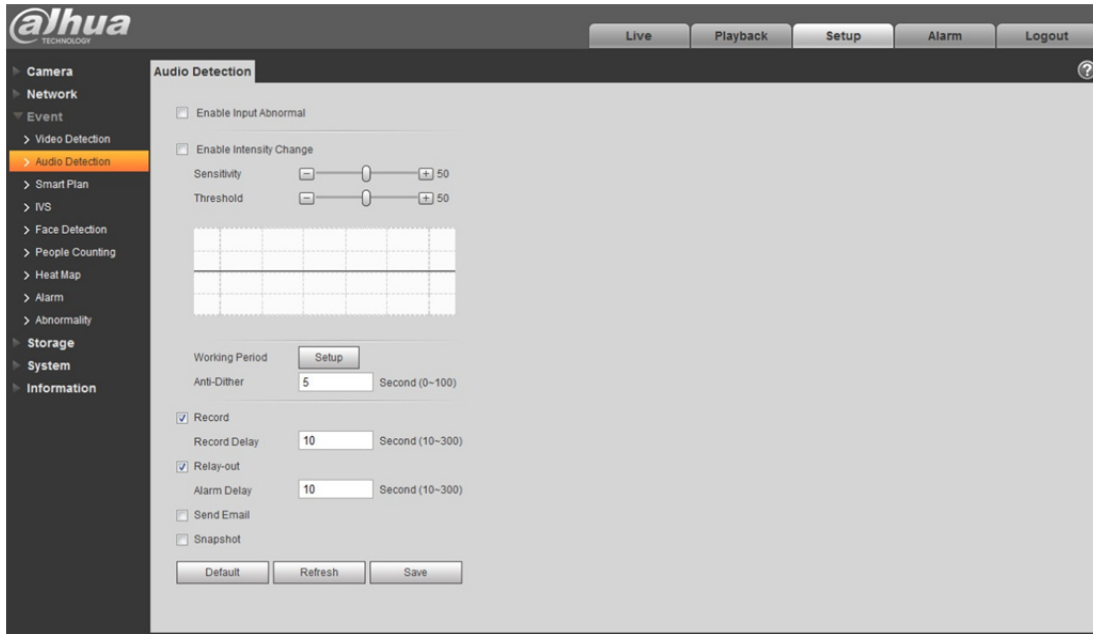 alhua
TECHNOLOGY
Live Playback Setup Alarm Logout
Camera
Network
Event
Video Detection
Audio Detection
Smart Plan
IVS
Face Detection
People Counting
Heat Map
Alarm
Abnormality
Storage
System
Information
Audio Detection
?
Enable Input Abnormal
Enable Intensity Change
Sensitivity - + 50
Threshold - + 50
Working Period Setup
Anti-Dither 5 Second (0~100)
Record
Record Delay 10 Second (10~300)
Relay-out
Alarm Delay 10 Second (10~300)
Send Email
Snapshot
Default Refresh Save